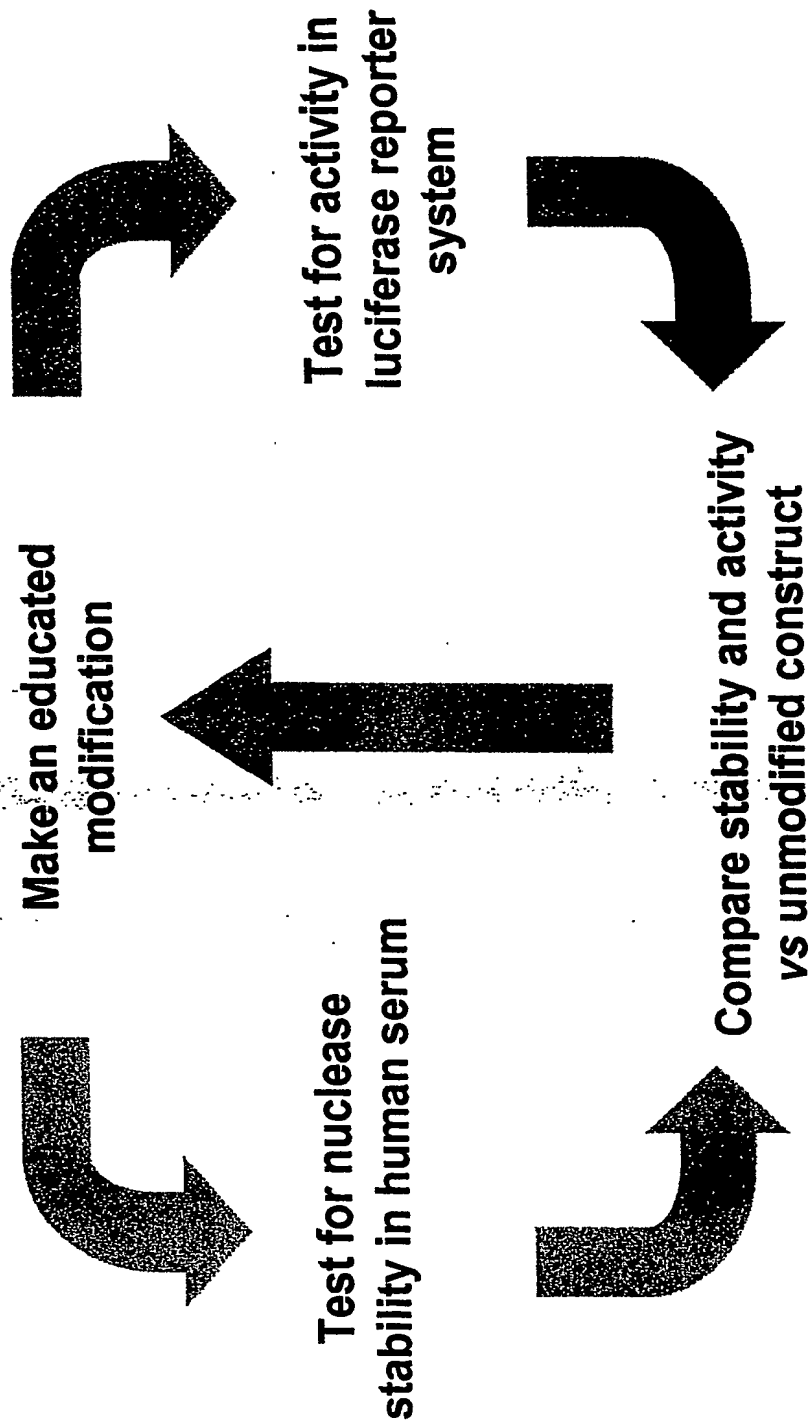 Make an educated
modification
Test for nuclease
stability in human serum
Test for activity in
luciferase reporter
system
Compare stability and activity
vs unmodified construct